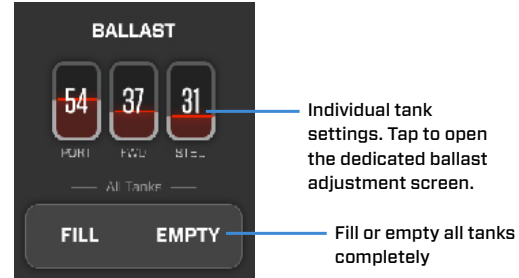 BALLAST
54 37 31
PORT FWD
All Tanks
FILL EMPTY
Individual tank
settings. Tap to open
the dedicated ballast
adjustment screen.
Fill or empty all tanks
completely